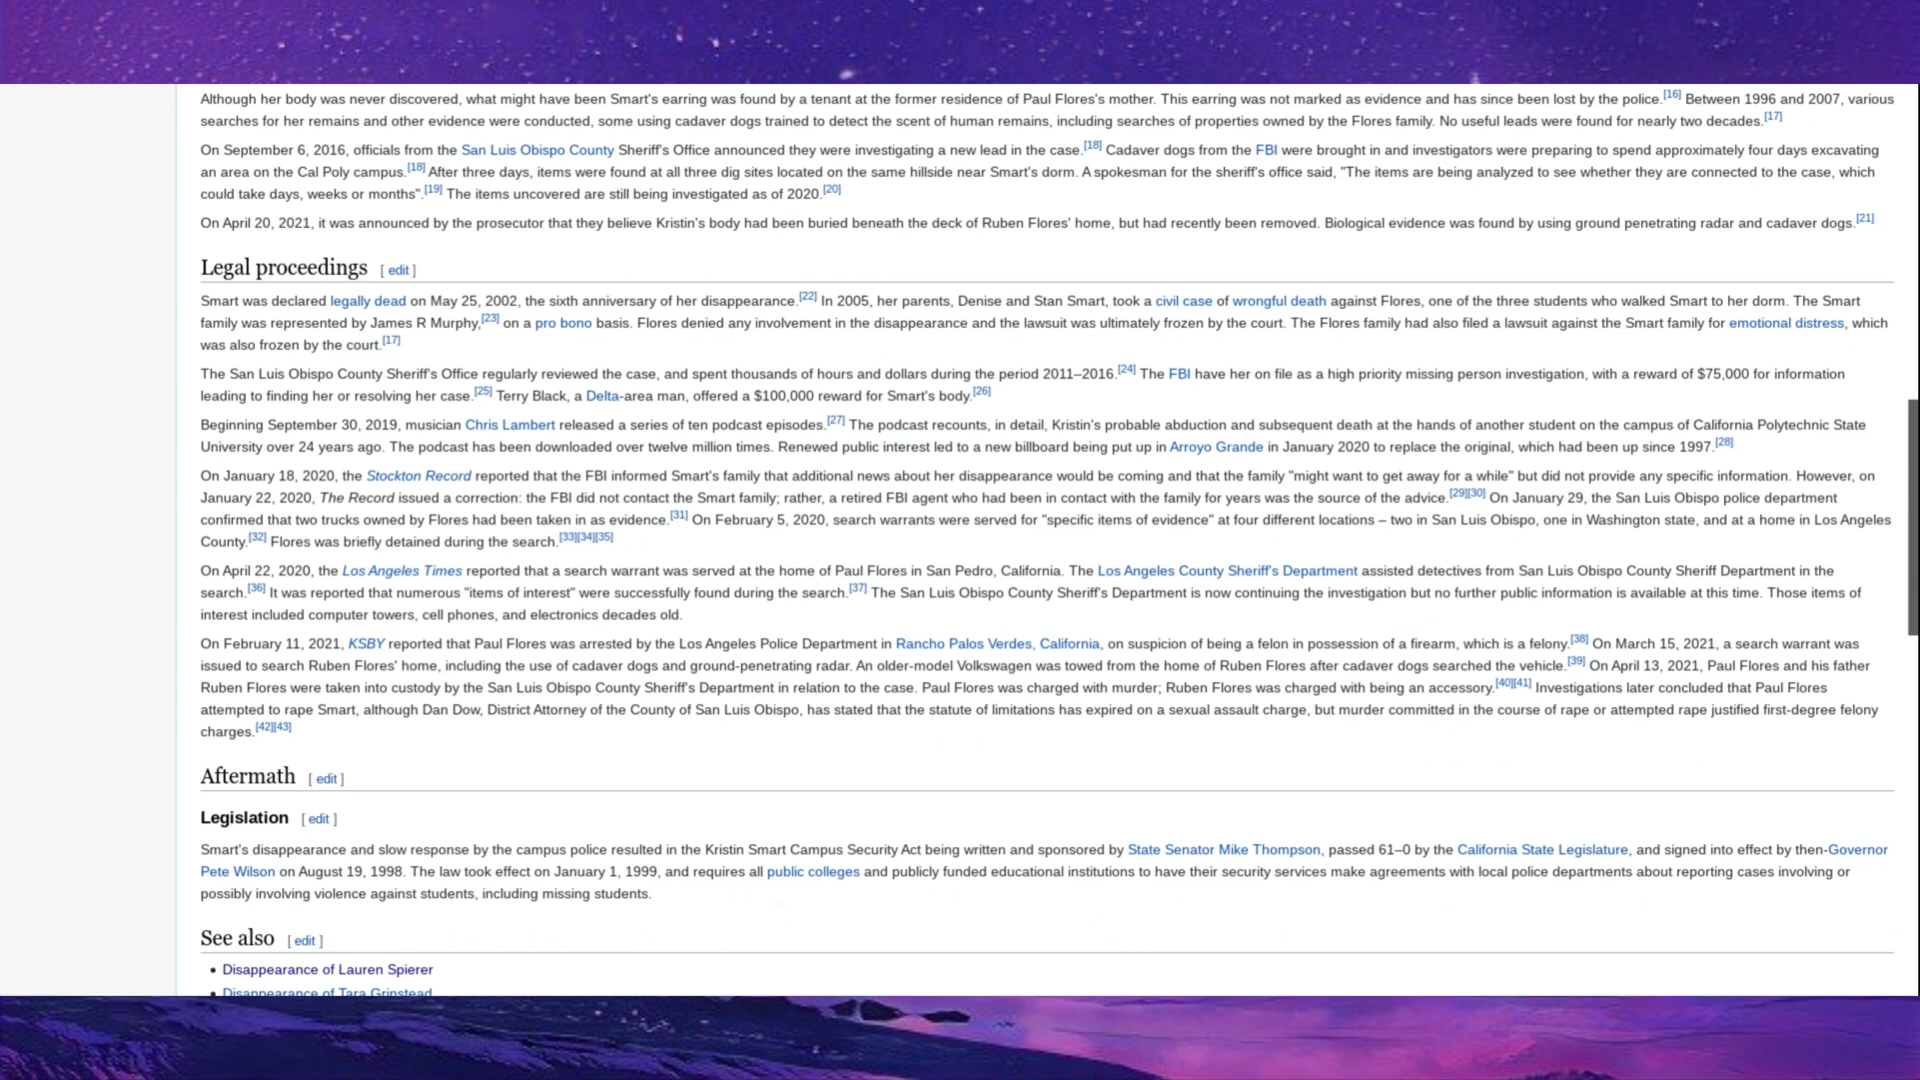 Although her body was never discovered, what might have been Smart's earring was found by a tenant at the former residence of Paul Flores's mother. This earring was not marked as evidence and has since been lost by the police.[16] Between 1996 and 2007, various
searches for her remains and other evidence were conducted, some using cadaver dogs trained to detect the scent of human remains, including searches of properties owned by the Flores family. No useful leads were found for nearly two decades.[17]
On September 6, 2016, officials from the San Luis Obispo County Sheriff's Office announced they were investigating a new lead in the case.[18] Cadaver dogs from the FBI were brought in and investigators were preparing to spend approximately four days excavating
an area on the Cal Poly campus.[18] After three days, items were found at all three dig sites located on the same hillside near Smart's dorm. A spokesman for the sheriff's office said, "The items are being analyzed to see whether they are connected to the case, which
could take days, weeks or months".[19] The items uncovered are still being investigated as of 2020.[20]
On April 20, 2021, it was announced by the prosecutor that they believe Kristin's body had been buried beneath the deck of Ruben Flores' home, but had recently been removed. Biological evidence was found by using ground penetrating radar and cadaver dogs.[21]
Legal proceedings [ edit ]
Smart was declared legally dead on May 25, 2002, the sixth anniversary of her disappearance.[22] In 2005, her parents, Denise and Stan Smart, took a civil case of wrongful death against Flores, one of the three students who walked Smart to her dorm. The Smart
family was represented by James R Murphy,[23] on a pro bono basis. Flores denied any involvement in the disappearance and the lawsuit was ultimately frozen by the court. The Flores family had also filed a lawsuit against the Smart family for emotional distress, which
was also frozen by the court.[17]
The San Luis Obispo County Sheriff's Office regularly reviewed the case, and spent thousands of hours and dollars during the period 2011–2016.[24] The FBI have her on file as a high priority missing person investigation, with a reward of $75,000 for information
leading to finding her or resolving her case.[25] Terry Black, a Delta-area man, offered a $100,000 reward for Smart's body.[26]
Beginning September 30, 2019, musician Chris Lambert released a series of ten podcast episodes.[27] The podcast recounts, in detail, Kristin's probable abduction and subsequent death at the hands of another student on the campus of California Polytechnic State
University over 24 years ago. The podcast has been downloaded over twelve million times. Renewed public interest led to a new billboard being put up in Arroyo Grande in January 2020 to replace the original, which had been up since 1997.[28]
On January 18, 2020, the Stockton Record reported that the FBI informed Smart's family that additional news about her disappearance would be coming and that the family "might want to get away for a while" but did not provide any specific information. However, on
January 22, 2020, The Record issued a correction: the FBI did not contact the Smart family; rather, a retired FBI agent who had been in contact with the family for years was the source of the advice.[29][30] On January 29, the San Luis Obispo police department
confirmed that two trucks owned by Flores had been taken in as evidence.[31] On February 5, 2020, search warrants were served for "specific items of evidence" at four different locations – two in San Luis Obispo, one in Washington state, and at a home in Los Angeles
County.[32] Flores was briefly detained during the search.[33][34][35]
On April 22, 2020, the Los Angeles Times reported that a search warrant was served at the home of Paul Flores in San Pedro, California. The Los Angeles County Sheriff's Department assisted detectives from San Luis Obispo County Sheriff Department in the
search.[36] It was reported that numerous "items of interest" were successfully found during the search.[37] The San Luis Obispo County Sheriff's Department is now continuing the investigation but no further public information is available at this time. Those items of
interest included computer towers, cell phones, and electronics decades old.
On February 11, 2021, KSBY reported that Paul Flores was arrested by the Los Angeles Police Department in Rancho Palos Verdes, California, on suspicion of being a felon in possession of a firearm, which is a felony.[38] On March 15, 2021, a search warrant was
issued to search Ruben Flores' home, including the use of cadaver dogs and ground-penetrating radar. An older-model Volkswagen was towed from the home of Ruben Flores after cadaver dogs searched the vehicle.[39] On April 13, 2021, Paul Flores and his father
Ruben Flores were taken into custody by the San Luis Obispo County Sheriff's Department in relation to the case. Paul Flores was charged with murder; Ruben Flores was charged with being an accessory.[40][41] Investigations later concluded that Paul Flores
attempted to rape Smart, although Dan Dow, District Attorney of the County of San Luis Obispo, has stated that the statute of limitations has expired on a sexual assault charge, but murder committed in the course of rape or attempted rape justified first-degree felony
charges.[42][43]
Aftermath [ edit ]
Legislation [ edit ]
Smart's disappearance and slow response by the campus police resulted in the Kristin Smart Campus Security Act being written and sponsored by State Senator Mike Thompson, passed 61–0 by the California State Legislature, and signed into effect by then-Governor
Pete Wilson on August 19, 1998. The law took effect on January 1, 1999, and requires all public colleges and publicly funded educational institutions to have their security services make agreements with local police departments about reporting cases involving or
possibly involving violence against students, including missing students.
See also [ edit ]
• Disappearance of Lauren Spierer
• Disappearance of Tara Grinstead